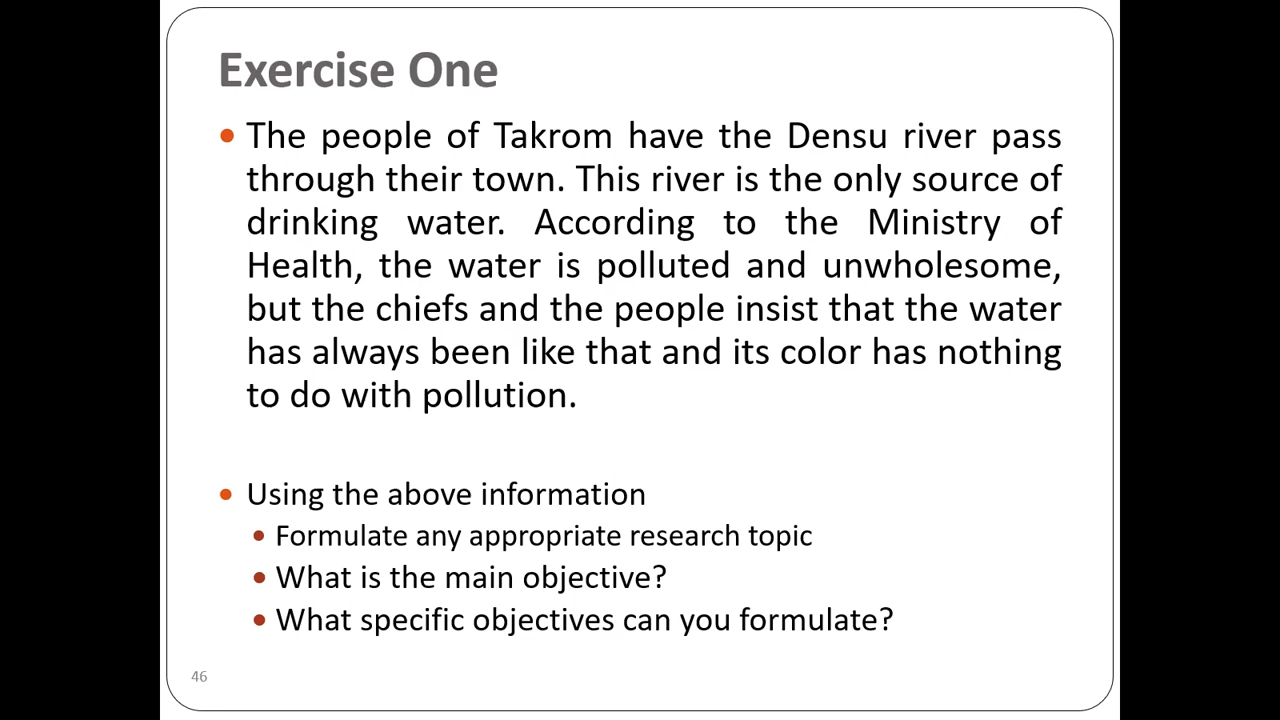 Exercise One
• The people of Takrom have the Densu river pass
through their town. This river is the only source of
drinking water. According to the Ministry of
Health, the water is polluted and unwholesome,
but the chiefs and the people insist that the water
has always been like that and its color has nothing
to do with pollution.
• Using the above information
• Formulate any appropriate research topic
• What is the main objective?
• What specific objectives can you formulate?
46